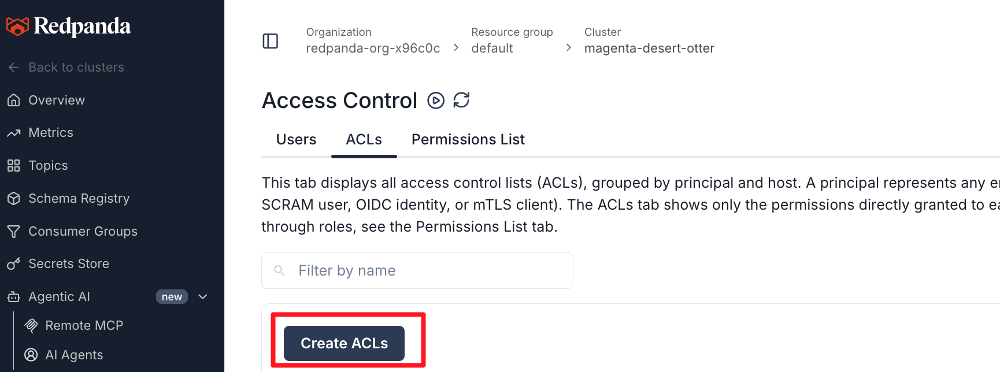 Redpanda
Back to clusters
Overview
Metrics
Topics
Schema Registry
Consumer Groups
Secrets Store
Agentic AI new
Remote MCP
AI Agents
Organization
redpanda-org-x96c0c
Resource group
default
Cluster
magenta-desert-otter
Access Control
Users ACLs Permissions List
This tab displays all access control lists (ACLs), grouped by principal and host. A principal represents any
SCRAM user, OIDC identity, or mTLS client). The ACLs tab shows only the permissions directly granted to
through roles, see the Permissions List tab.
Filter by name
Create ACLs